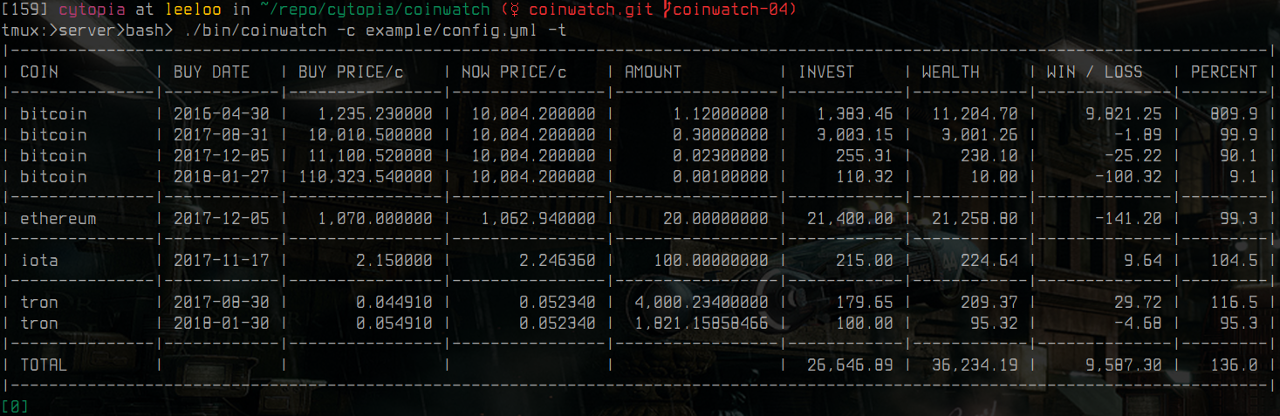 [159] cytopia at leeloo in ~/repo/cytopia/coinwatch (☿ coinwatch.git coinwatch-04)
tmux:>server>bash> ./bin/coinwatch -c example/config.yml -t
| COIN | BUY DATE | BUY PRICE/c | NOW PRICE/c | AMOUNT | INVEST | WEALTH | WIN / LOSS | PERCENT |
| bitcoin | 2016-04-30 | 1,235.230000 | 10,004.200000 | 1.12000000 | 1,383.46 | 11,204.70 | 9,821.25 | 809.9 |
| bitcoin | 2017-08-31 | 10,010.500000 | 10,004.200000 | 0.30000000 | 3,003.15 | 3,001.26 | -1.89 | 99.9 |
| bitcoin | 2017-12-05 | 11,100.520000 | 10,004.200000 | 0.02300000 | 255.31 | 230.10 | -25.22 | 90.1 |
| bitcoin | 2018-01-27 | 110,323.540000 | 10,004.200000 | 0.00100000 | 110.32 | 10.00 | -100.32 | 9.1 |
| ethereum | 2017-12-05 | 1,070.000000 | 1,062.940000 | 20.00000000 | 21,400.00 | 21,258.80 | -141.20 | 99.3 |
| iota | 2017-11-17 | 2.150000 | 2.246360 | 100.00000000 | 215.00 | 224.64 | 9.64 | 104.5 |
| tron | 2017-08-30 | 0.044910 | 0.052340 | 4,000.23400000 | 179.65 | 209.37 | 29.72 | 116.5 |
| tron | 2018-01-30 | 0.054910 | 0.052340 | 1,821.15858466 | 100.00 | 95.32 | -4.68 | 95.3 |
| TOTAL | | | | | 26,646.89 | 36,234.19 | 9,587.30 | 136.0 |
[0]